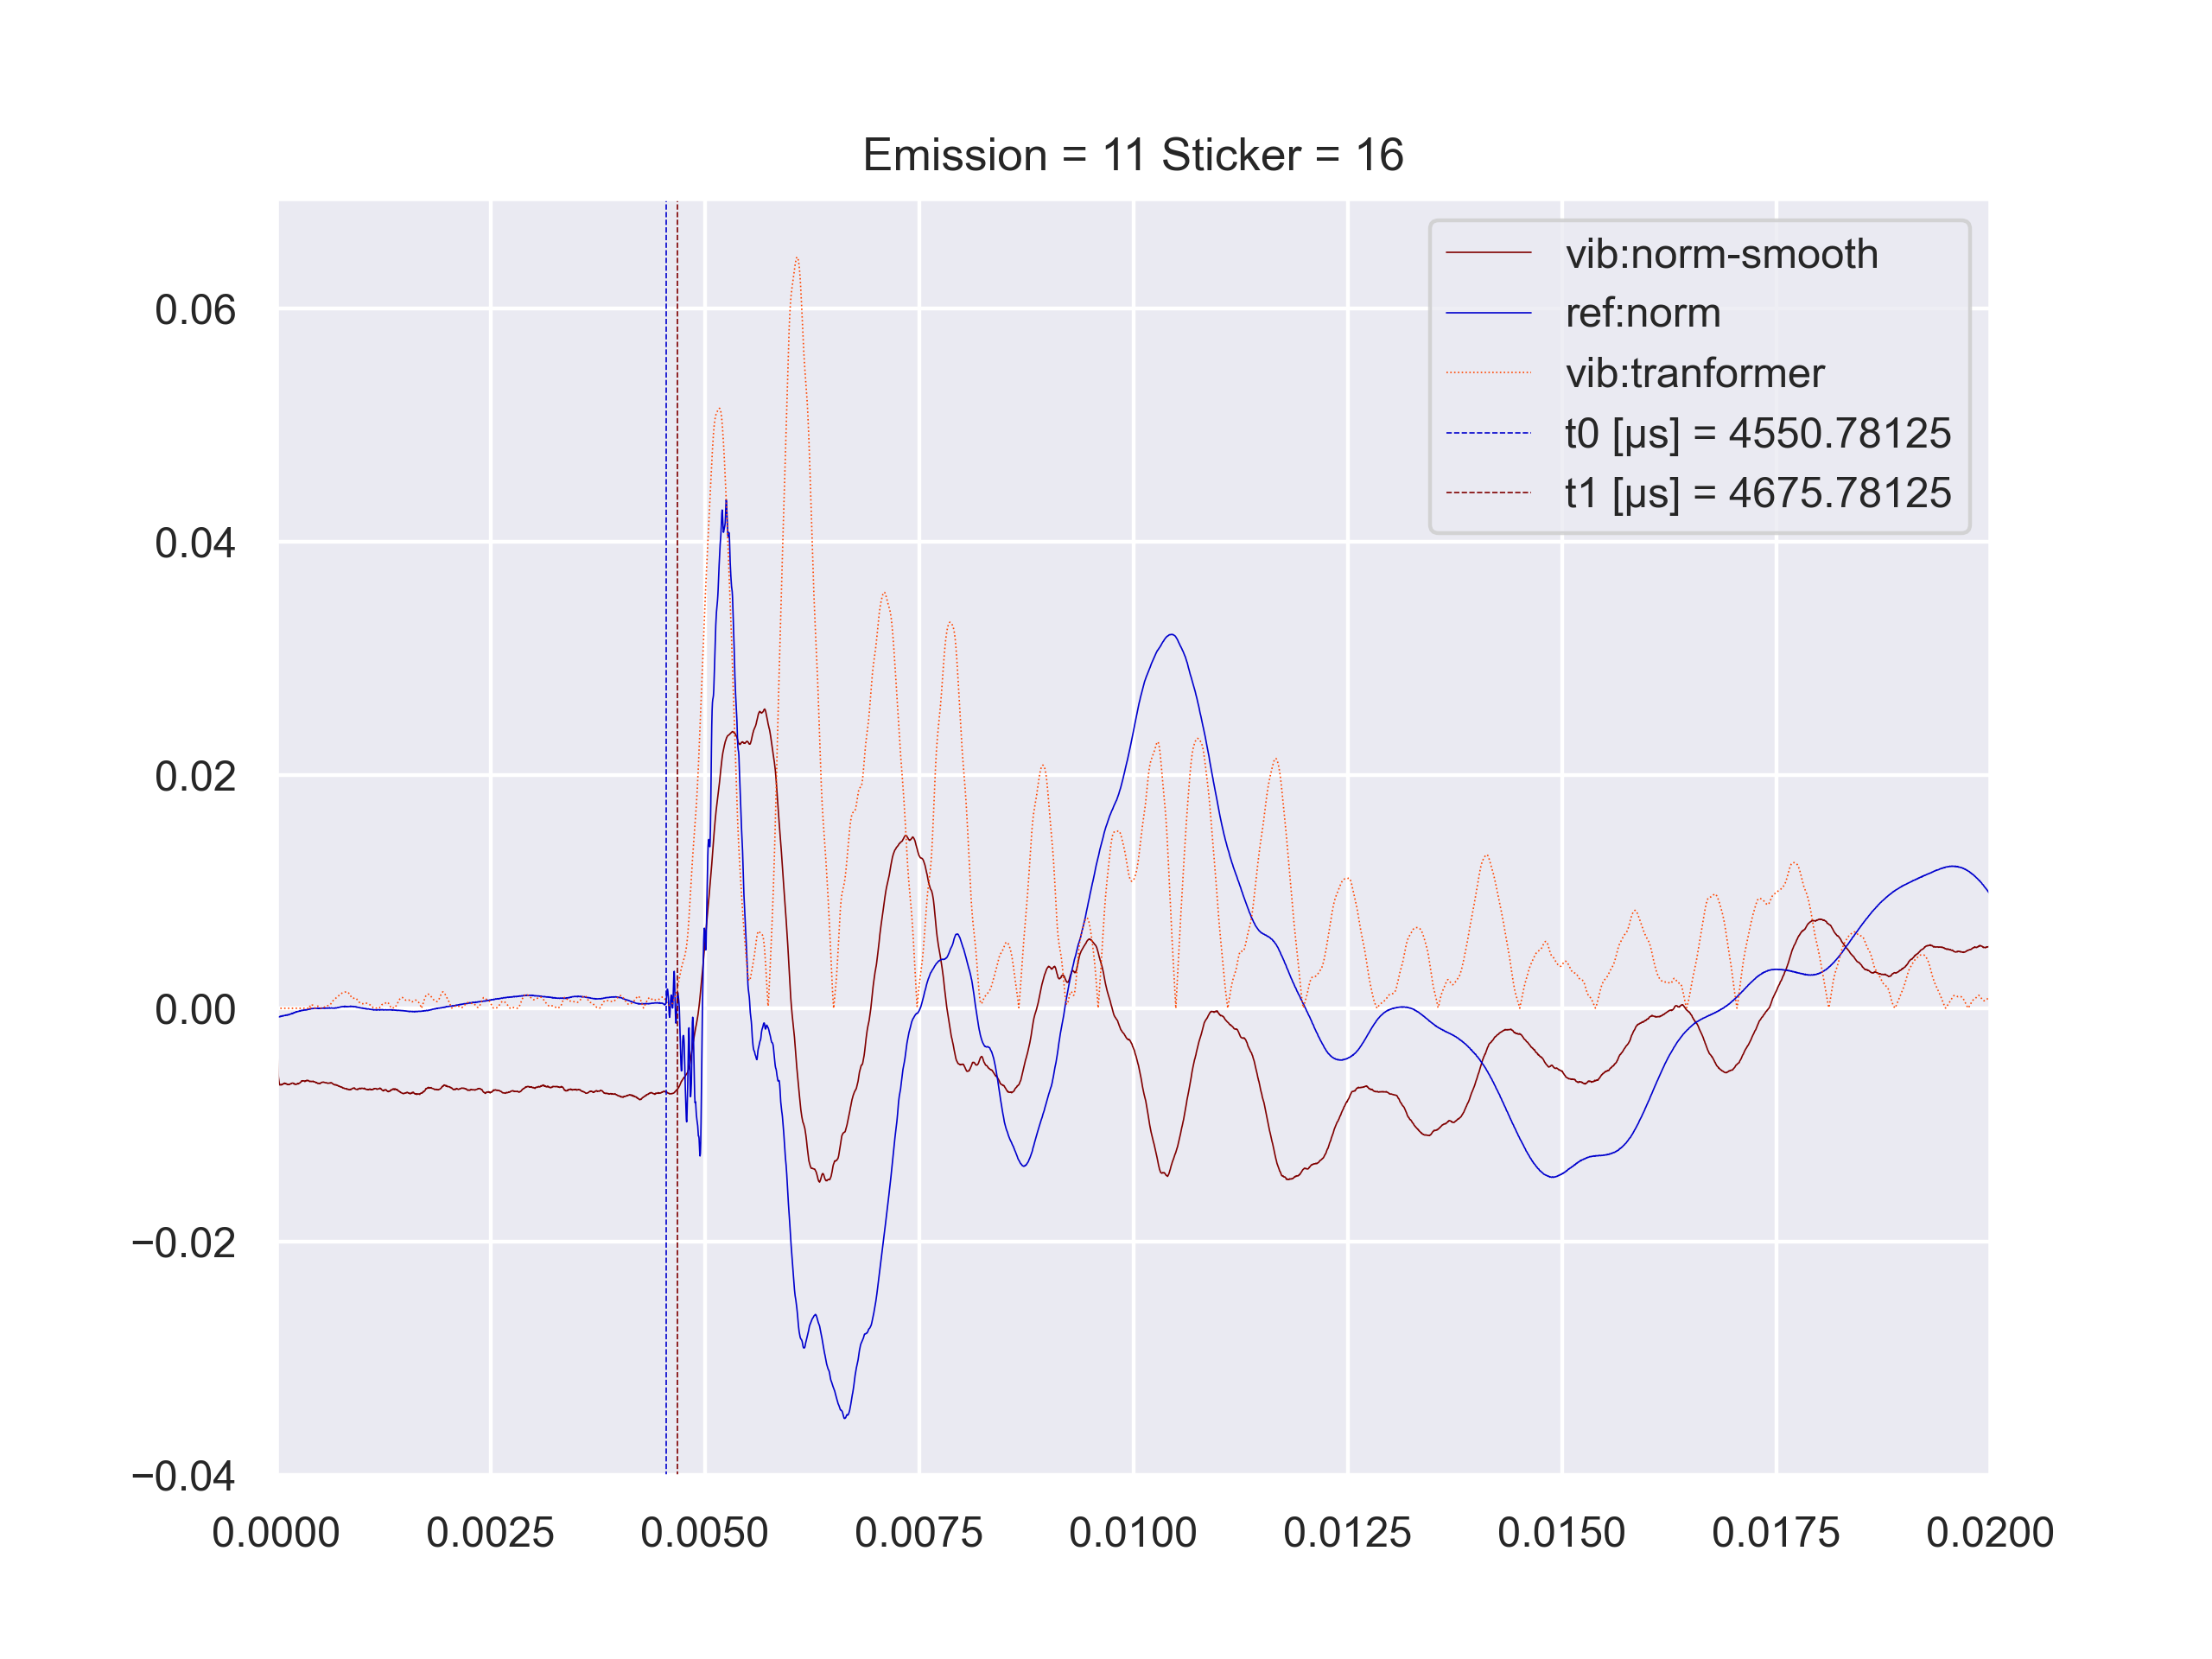 Emission = 11 Sticker = 16
vib:norm-smooth
ref:norm
vib:tranformer
t0 [µs] = 4550.78125
t1 [µs] = 4675.78125
0.06
0.04
0.02
0.00
−0.02
−0.04
0.0000 0.0025 0.0050 0.0075 0.0100 0.0125 0.0150 0.0175 0.0200